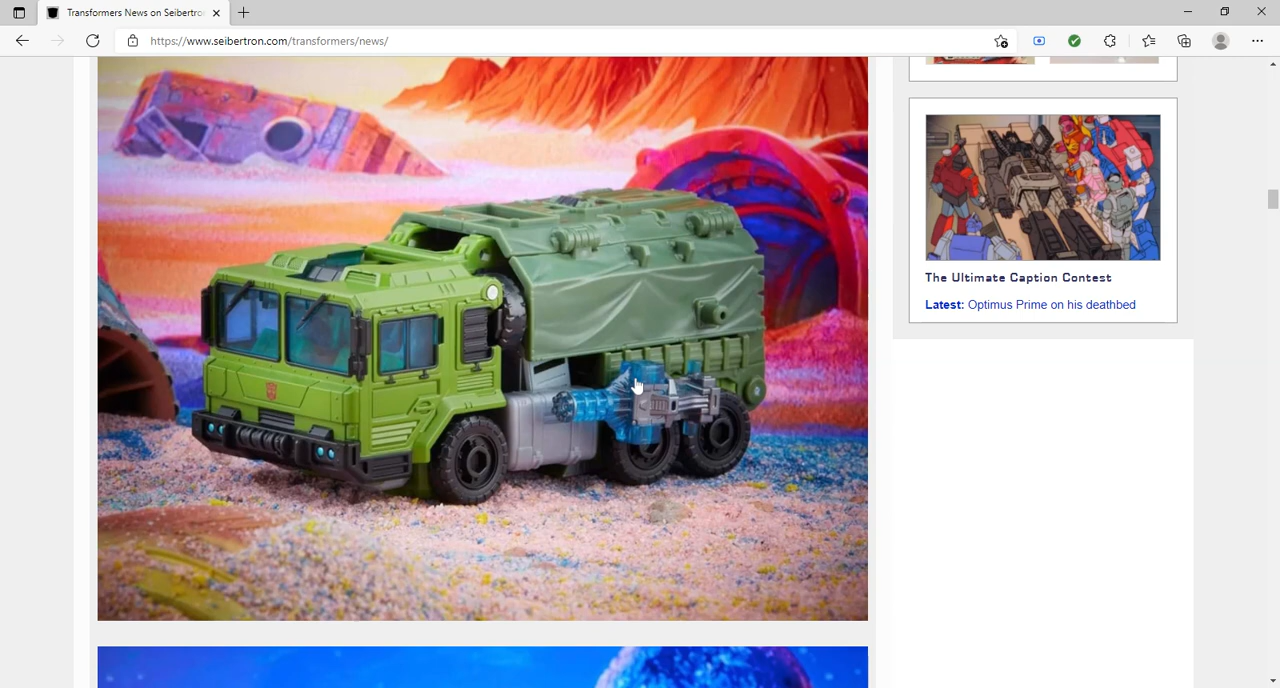 Transformers News on Seibertro
https://www.seibertron.com/transformers/news/
The Ultimate Caption Contest
Latest: Optimus Prime on his deathbed